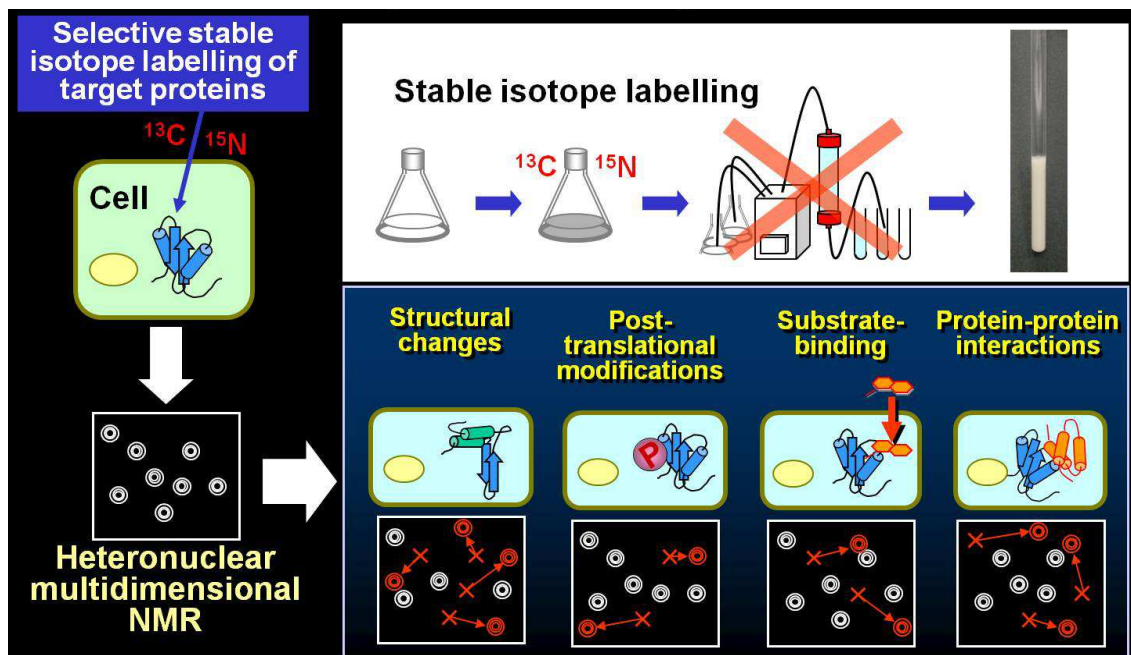 Selective stable
isotope labelling of
target proteins
¹³C ¹⁵N
Cell
Heteronuclear
multidimensional
NMR
Stable isotope labelling
¹³C ¹⁵N
Structural
changes
Post-
translational
modifications
Substrate-
binding
Protein-protein
interactions
P